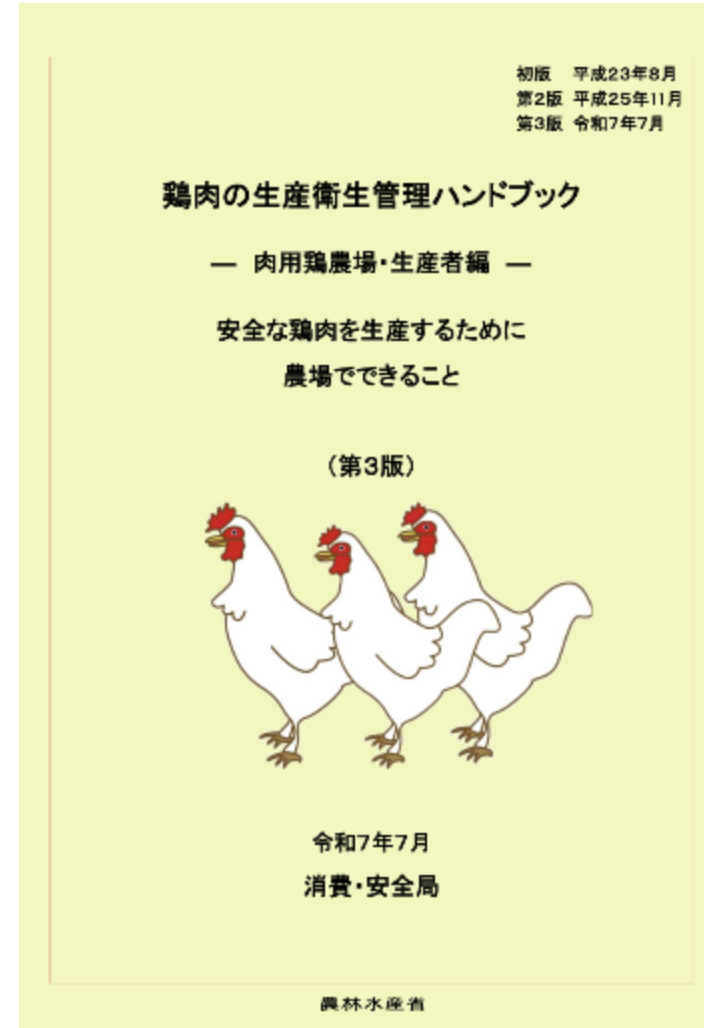 初版 平成23年8月
第2版 平成25年11月
第3版 令和7年7月
鶏肉の生産衛生管理ハンドブック
― 肉用鶏農場・生産者編 ―
安全な鶏肉を生産するために
農場でできること
（第3版）
令和7年7月
消費・安全局
農林水産省